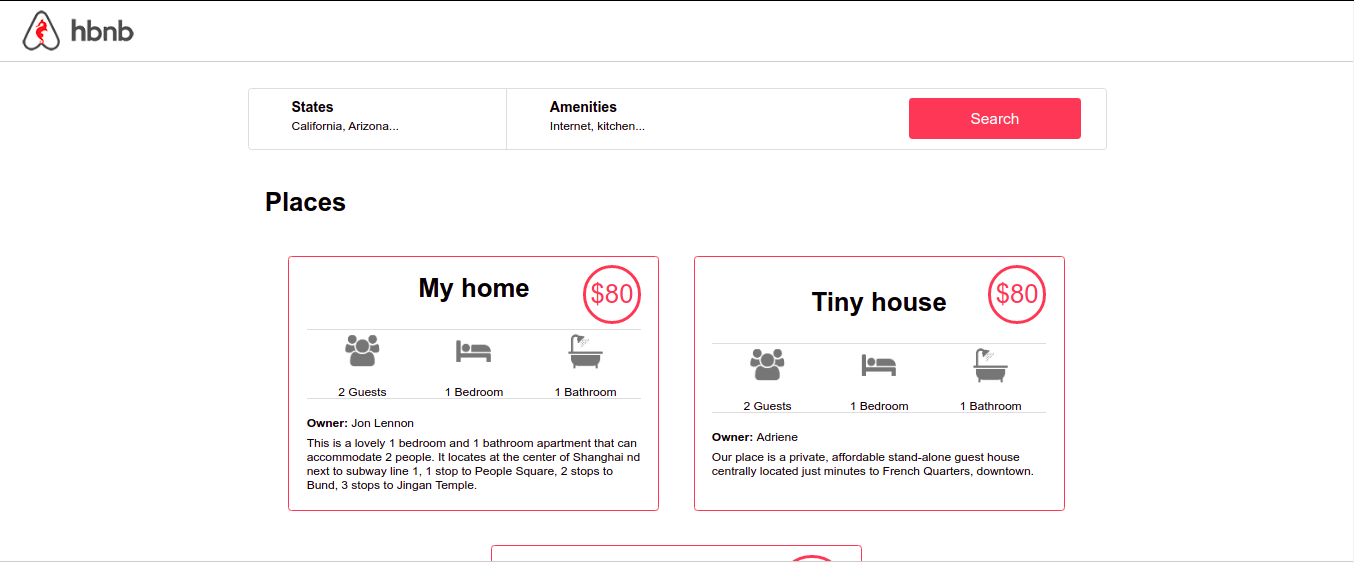 hbnb
States
California, Arizona...
Amenities
Internet, kitchen...
Search
Places
My home
$80
2 Guests
1 Bedroom
1 Bathroom
Owner: Jon Lennon
This is a lovely 1 bedroom and 1 bathroom apartment that can
accommodate 2 people. It locates at the center of Shanghai nd
next to subway line 1, 1 stop to People Square, 2 stops to
Bund, 3 stops to Jingan Temple.
Tiny house
$80
2 Guests
1 Bedroom
1 Bathroom
Owner: Adriene
Our place is a private, affordable stand-alone guest house
centrally located just minutes to French Quarters, downtown.